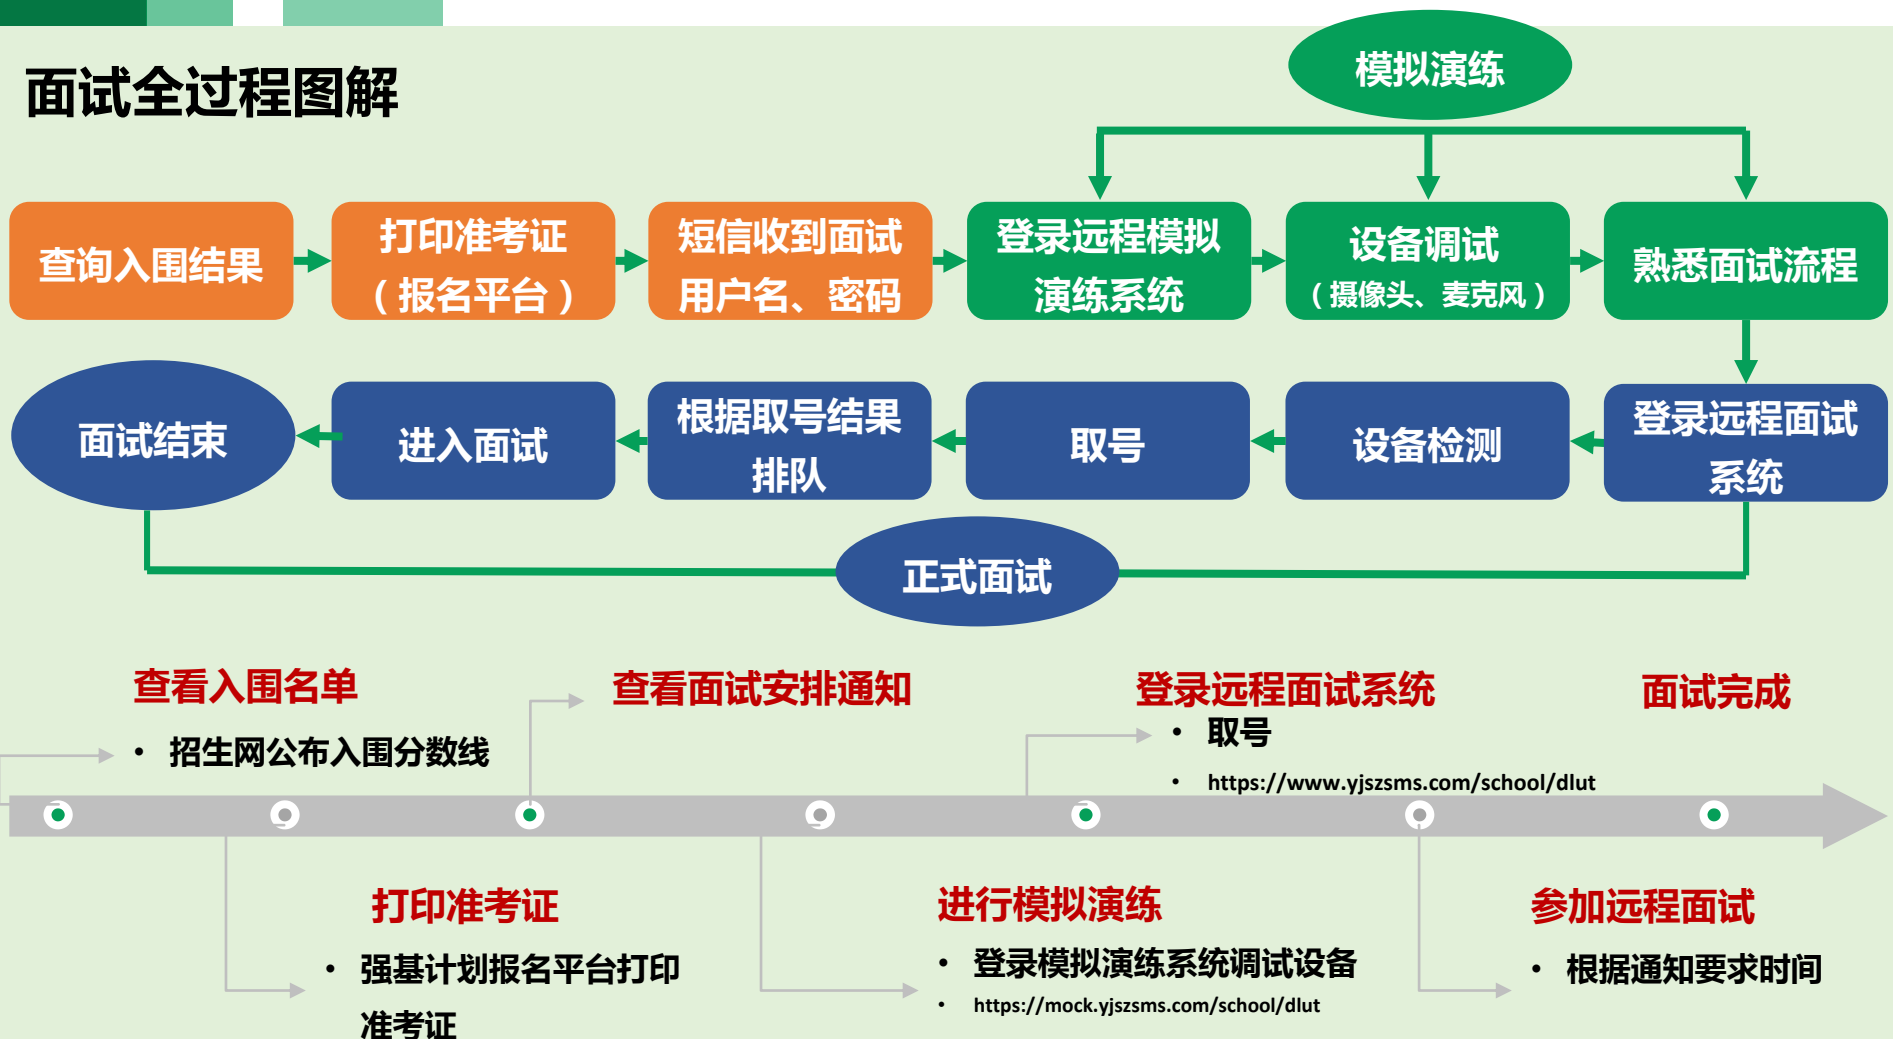 面试全过程图解
模拟演练
查询入围结果
打印准考证
（报名平台）
短信收到面试
用户名、密码
登录远程模拟
演练系统
设备调试
（摄像头、麦克风）
熟悉面试流程
面试结束
进入面试
根据取号结果
排队
取号
设备检测
登录远程面试
系统
正式面试
查看入围名单
• 招生网公布入围分数线
查看面试安排通知
登录远程面试系统
• 取号
• https://www.yjszsms.com/school/dlut
面试完成
打印准考证
• 强基计划报名平台打印
准考证
进行模拟演练
• 登录模拟演练系统调试设备
• https://mock.yjszsms.com/school/dlut
参加远程面试
• 根据通知要求时间